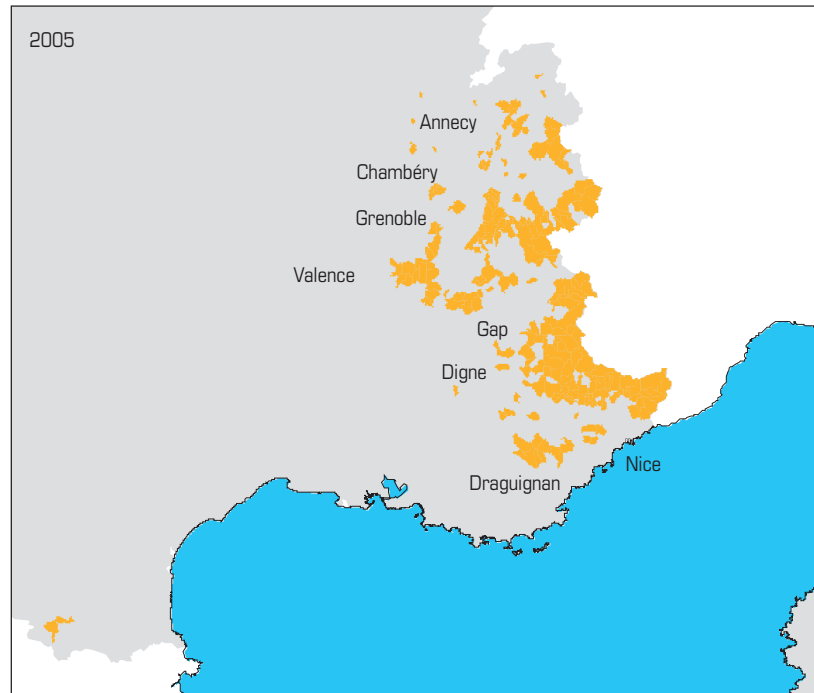 2005
Annecy
Chambéry
Grenoble
Valence
Gap
Digne
Nice
Draguignan